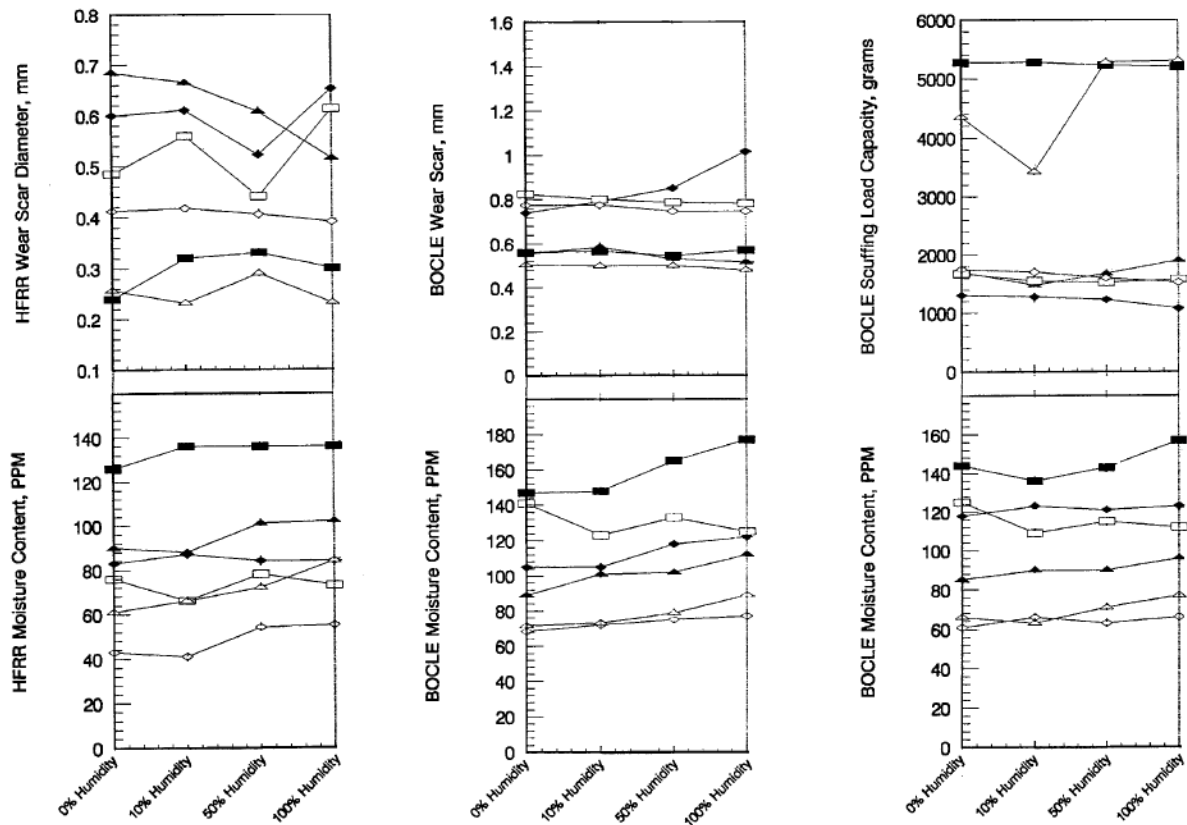 HFRR Wear Scar Diameter, mm
0.8
0.7
0.6
0.5
0.4
0.3
0.2
0.1
BOCLE Wear Scar, mm
1.6
1.4
1.2
1
0.8
0.6
0.4
0.2
0
BOCLE Scuffing Load Capacity, grams
6000
5000
4000
3000
2000
1000
0
HFRR Moisture Content, PPM
140
120
100
80
60
40
20
0
0% Humidity
10% Humidity
50% Humidity
100% Humidity
BOCLE Moisture Content, PPM
180
160
140
120
100
80
60
40
20
0
0% Humidity
10% Humidity
50% Humidity
100% Humidity
BOCLE Moisture Content, PPM
160
140
120
100
80
60
40
20
0
0% Humidity
10% Humidity
50% Humidity
100% Humidity